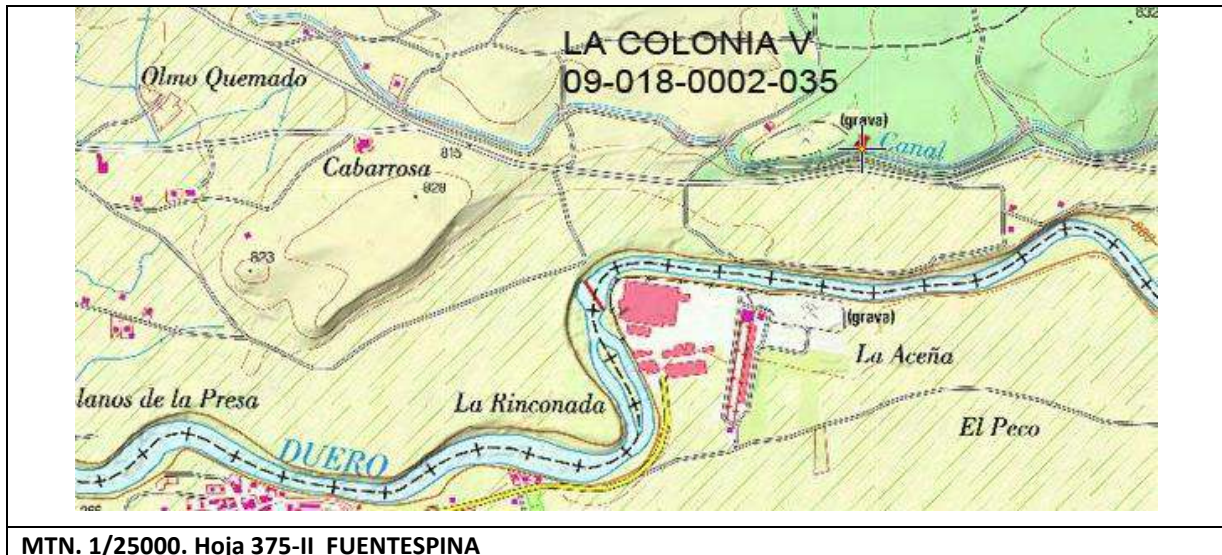 LA COLONIA V
09-018-0002-035
832
Olmo Quemado
(grava)
Canal
815
Cabarrosa
828
823
(grava)
La Aceña
lanos de la Presa
La Rinconada
El Peco
DUERO
MTN. 1/25000. Hoja 375-II FUENTESPINA